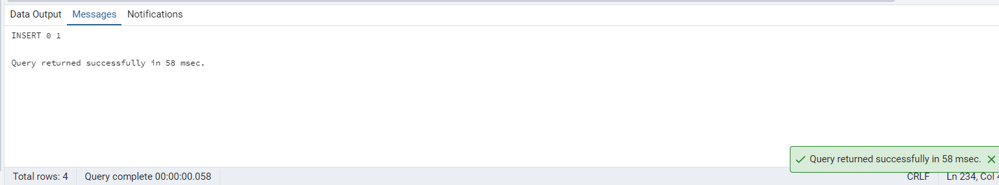 Data Output Messages Notifications
INSERT 0 1
Query returned successfully in 58 msec.
Query returned successfully in 58 msec.
Total rows: 4 Query complete 00:00:00.058 CRLF Ln 234, Col